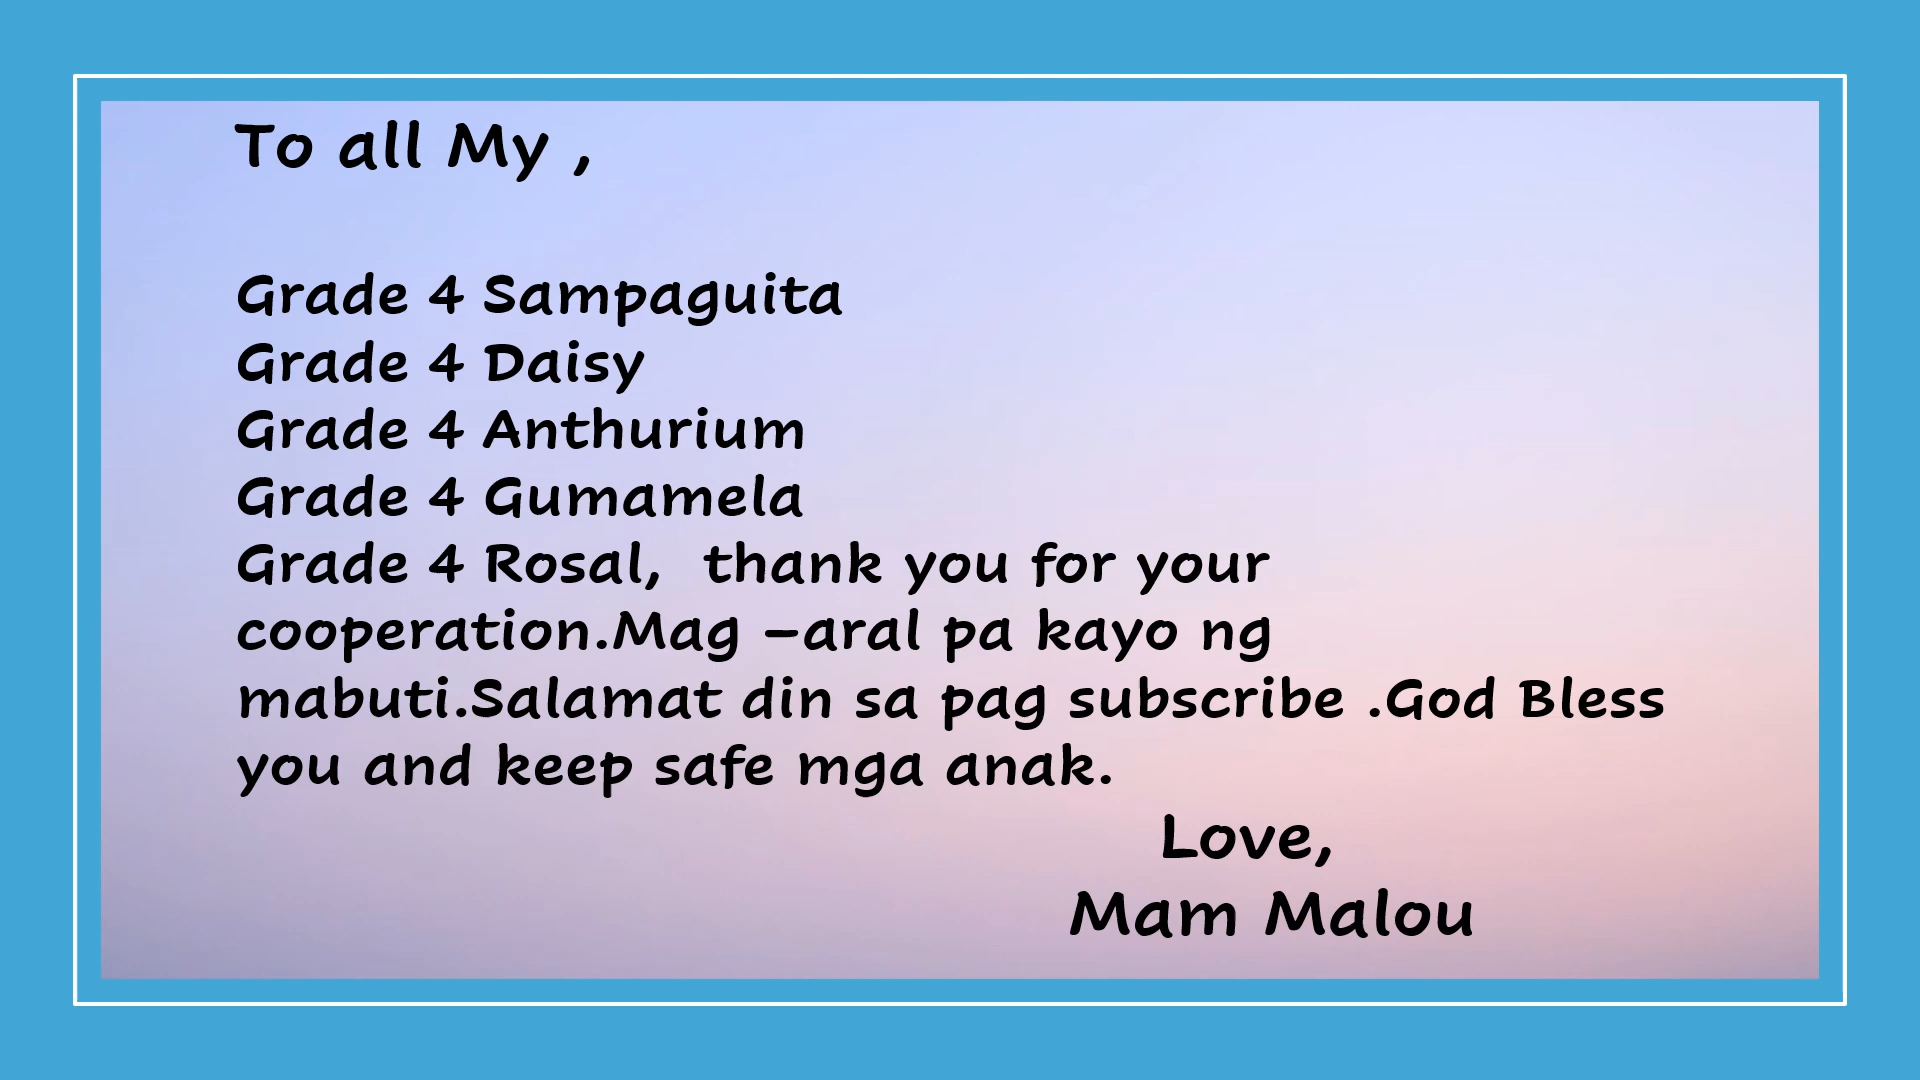 To all My ,
Grade 4 Sampaguita
Grade 4 Daisy
Grade 4 Anthurium
Grade 4 Gumamela
Grade 4 Rosal,  thank you for your
cooperation.Mag –aral pa kayo ng
mabuti.Salamat din sa pag subscribe .God Bless
you and keep safe mga anak.
Love,
Mam Malou